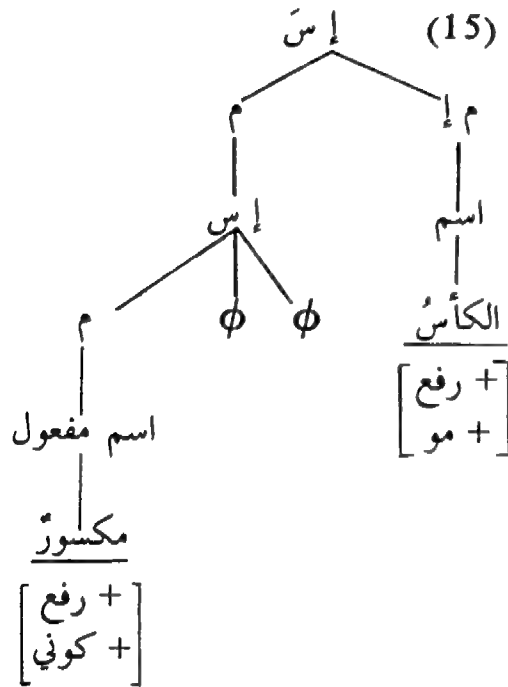 (15) إ سَ
م إ م
إ س اسم
الكأسُ
م ϕ ϕ
+ رفع
+ مو
اسم مفعول
مكسورٌ
+ رفع
+ كوني